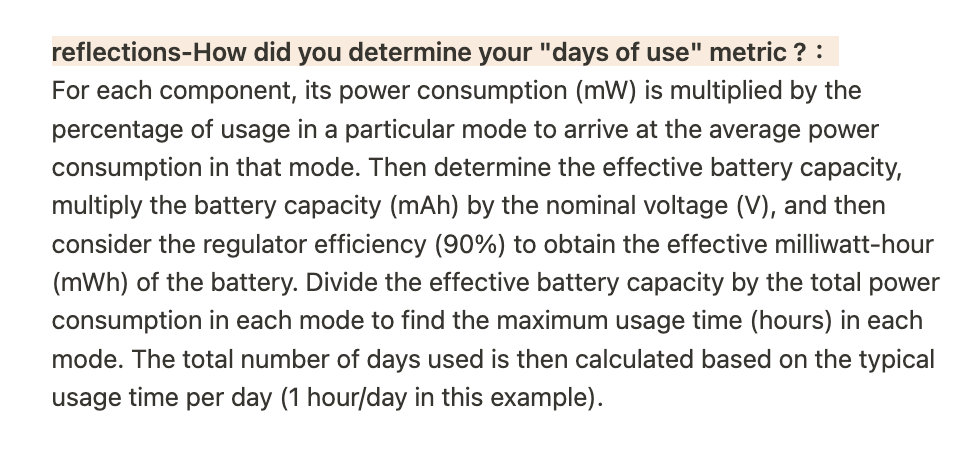 reflections-How did you determine your "days of use" metric ? :
For each component, its power consumption (mW) is multiplied by the
percentage of usage in a particular mode to arrive at the average power
consumption in that mode. Then determine the effective battery capacity,
multiply the battery capacity (mAh) by the nominal voltage (V), and then
consider the regulator efficiency (90%) to obtain the effective milliwatt-hour
(mWh) of the battery. Divide the effective battery capacity by the total power
consumption in each mode to find the maximum usage time (hours) in each
mode. The total number of days used is then calculated based on the typical
usage time per day (1 hour/day in this example).